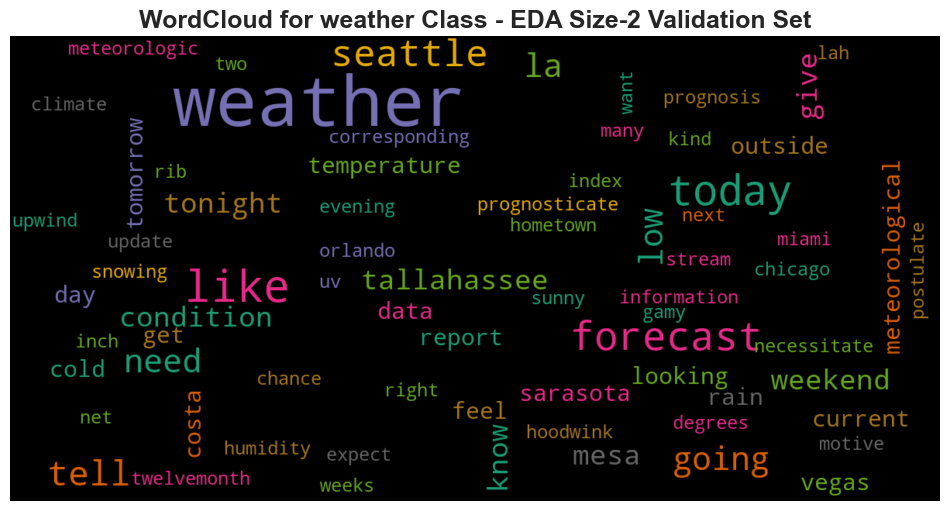 WordCloud for weather Class - EDA Size-2 Validation Set
meteorologic
two
seattle
la
lah
give
climate
weather
want
prognosis
corresponding
many
kind
outside
tomorrow
rib
temperature
index
today
meteorological
tonight
evening
prognosticate
next
upwind
hometown
low
update
orlando
miami
postulate
snowing
stream
chicago
like
uv
tallahassee
day
sunny
information
condition
data
gamy
inch
get
report
forecast
necessitate
cold
need
chance
looking
weekend
right
sarasota
rain
net
costa
feel
degrees
current
humidity
know
hoodwink
motive
expect
mesa
going
tell
twelvemonth
weeks
vegas